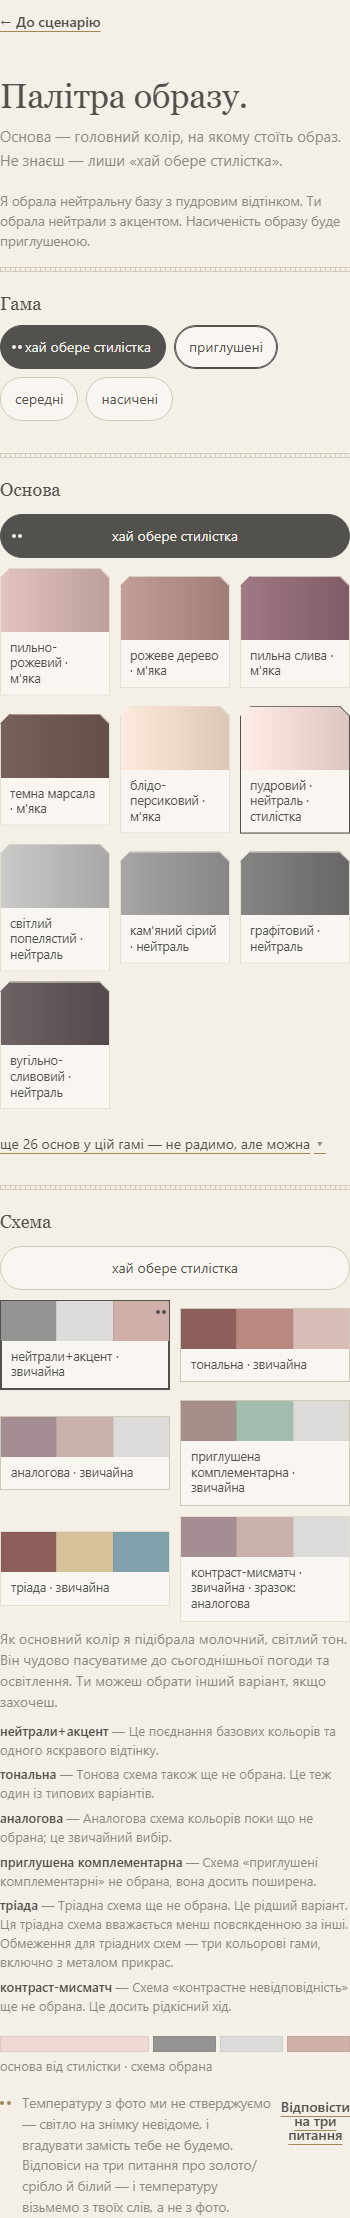 ← До сценарію
Палітра образу.
Основа — головний колір, на якому стоїть образ.
Не знаєш — лиши «хай обере стилістка».
Я обрала нейтральну базу з пудровим відтінком. Ти
обрала нейтрали з акцентом. Насиченість образу буде
приглушеною.
Гама
хай обере стилістка
приглушені
середні
насичені
Основа
хай обере стилістка
пильно-
рожевий ·
м'яка
рожеве дерево
· м'яка
пильна слива ·
м'яка
темна марсала
· м'яка
блідо-
персиковий ·
м'яка
пудровий ·
нейтраль ·
стилістка
світлий
попелястий ·
нейтраль
кам'яний сірий
· нейтраль
графітовий ·
нейтраль
вугільно-
сливовий ·
нейтраль
ще 26 основ у цій гамі — не радимо, але можна ▾
Схема
хай обере стилістка
нейтрали+акцент ·
звичайна
тональна · звичайна
аналогова · звичайна
приглушена
комплементарна ·
звичайна
тріада · звичайна
контраст-мисматч ·
звичайна · зразок:
аналогова
Як основний колір я підібрала молочний, світлий тон.
Він чудово пасуватиме до сьогоднішньої погоди та
освітлення. Ти можеш обрати інший варіант, якщо
захочеш.
нейтрали+акцент — Це поєднання базових кольорів та
одного яскравого відтінку.
тональна — Тонова схема також ще не обрана. Це теж
один із типових варіантів.
аналогова — Аналогова схема кольорів поки що не
обрана; це звичайний вибір.
приглушена комплементарна — Схема «приглушені
комплементарні» не обрана, вона досить поширена.
тріада — Тріадна схема ще не обрана. Це рідший варіант.
Ця тріадна схема вважається менш повсякденною за інші.
Обмеження для тріадних схем — три кольорові гами,
включно з металом прикрас.
контраст-мисматч — Схема «контрастне невідповідність»
ще не обрана. Це досить рідкісний хід.
основа від стилістки · схема обрана
Температуру з фото ми не стверджуємо
— світло на знімку невідоме, і
вгадувати замість тебе не будемо.
Відповіси на три питання про золото/
срібло й білий — і температуру
візьмемо з твоїх слів, а не з фото.
Відповісти
на три
питання